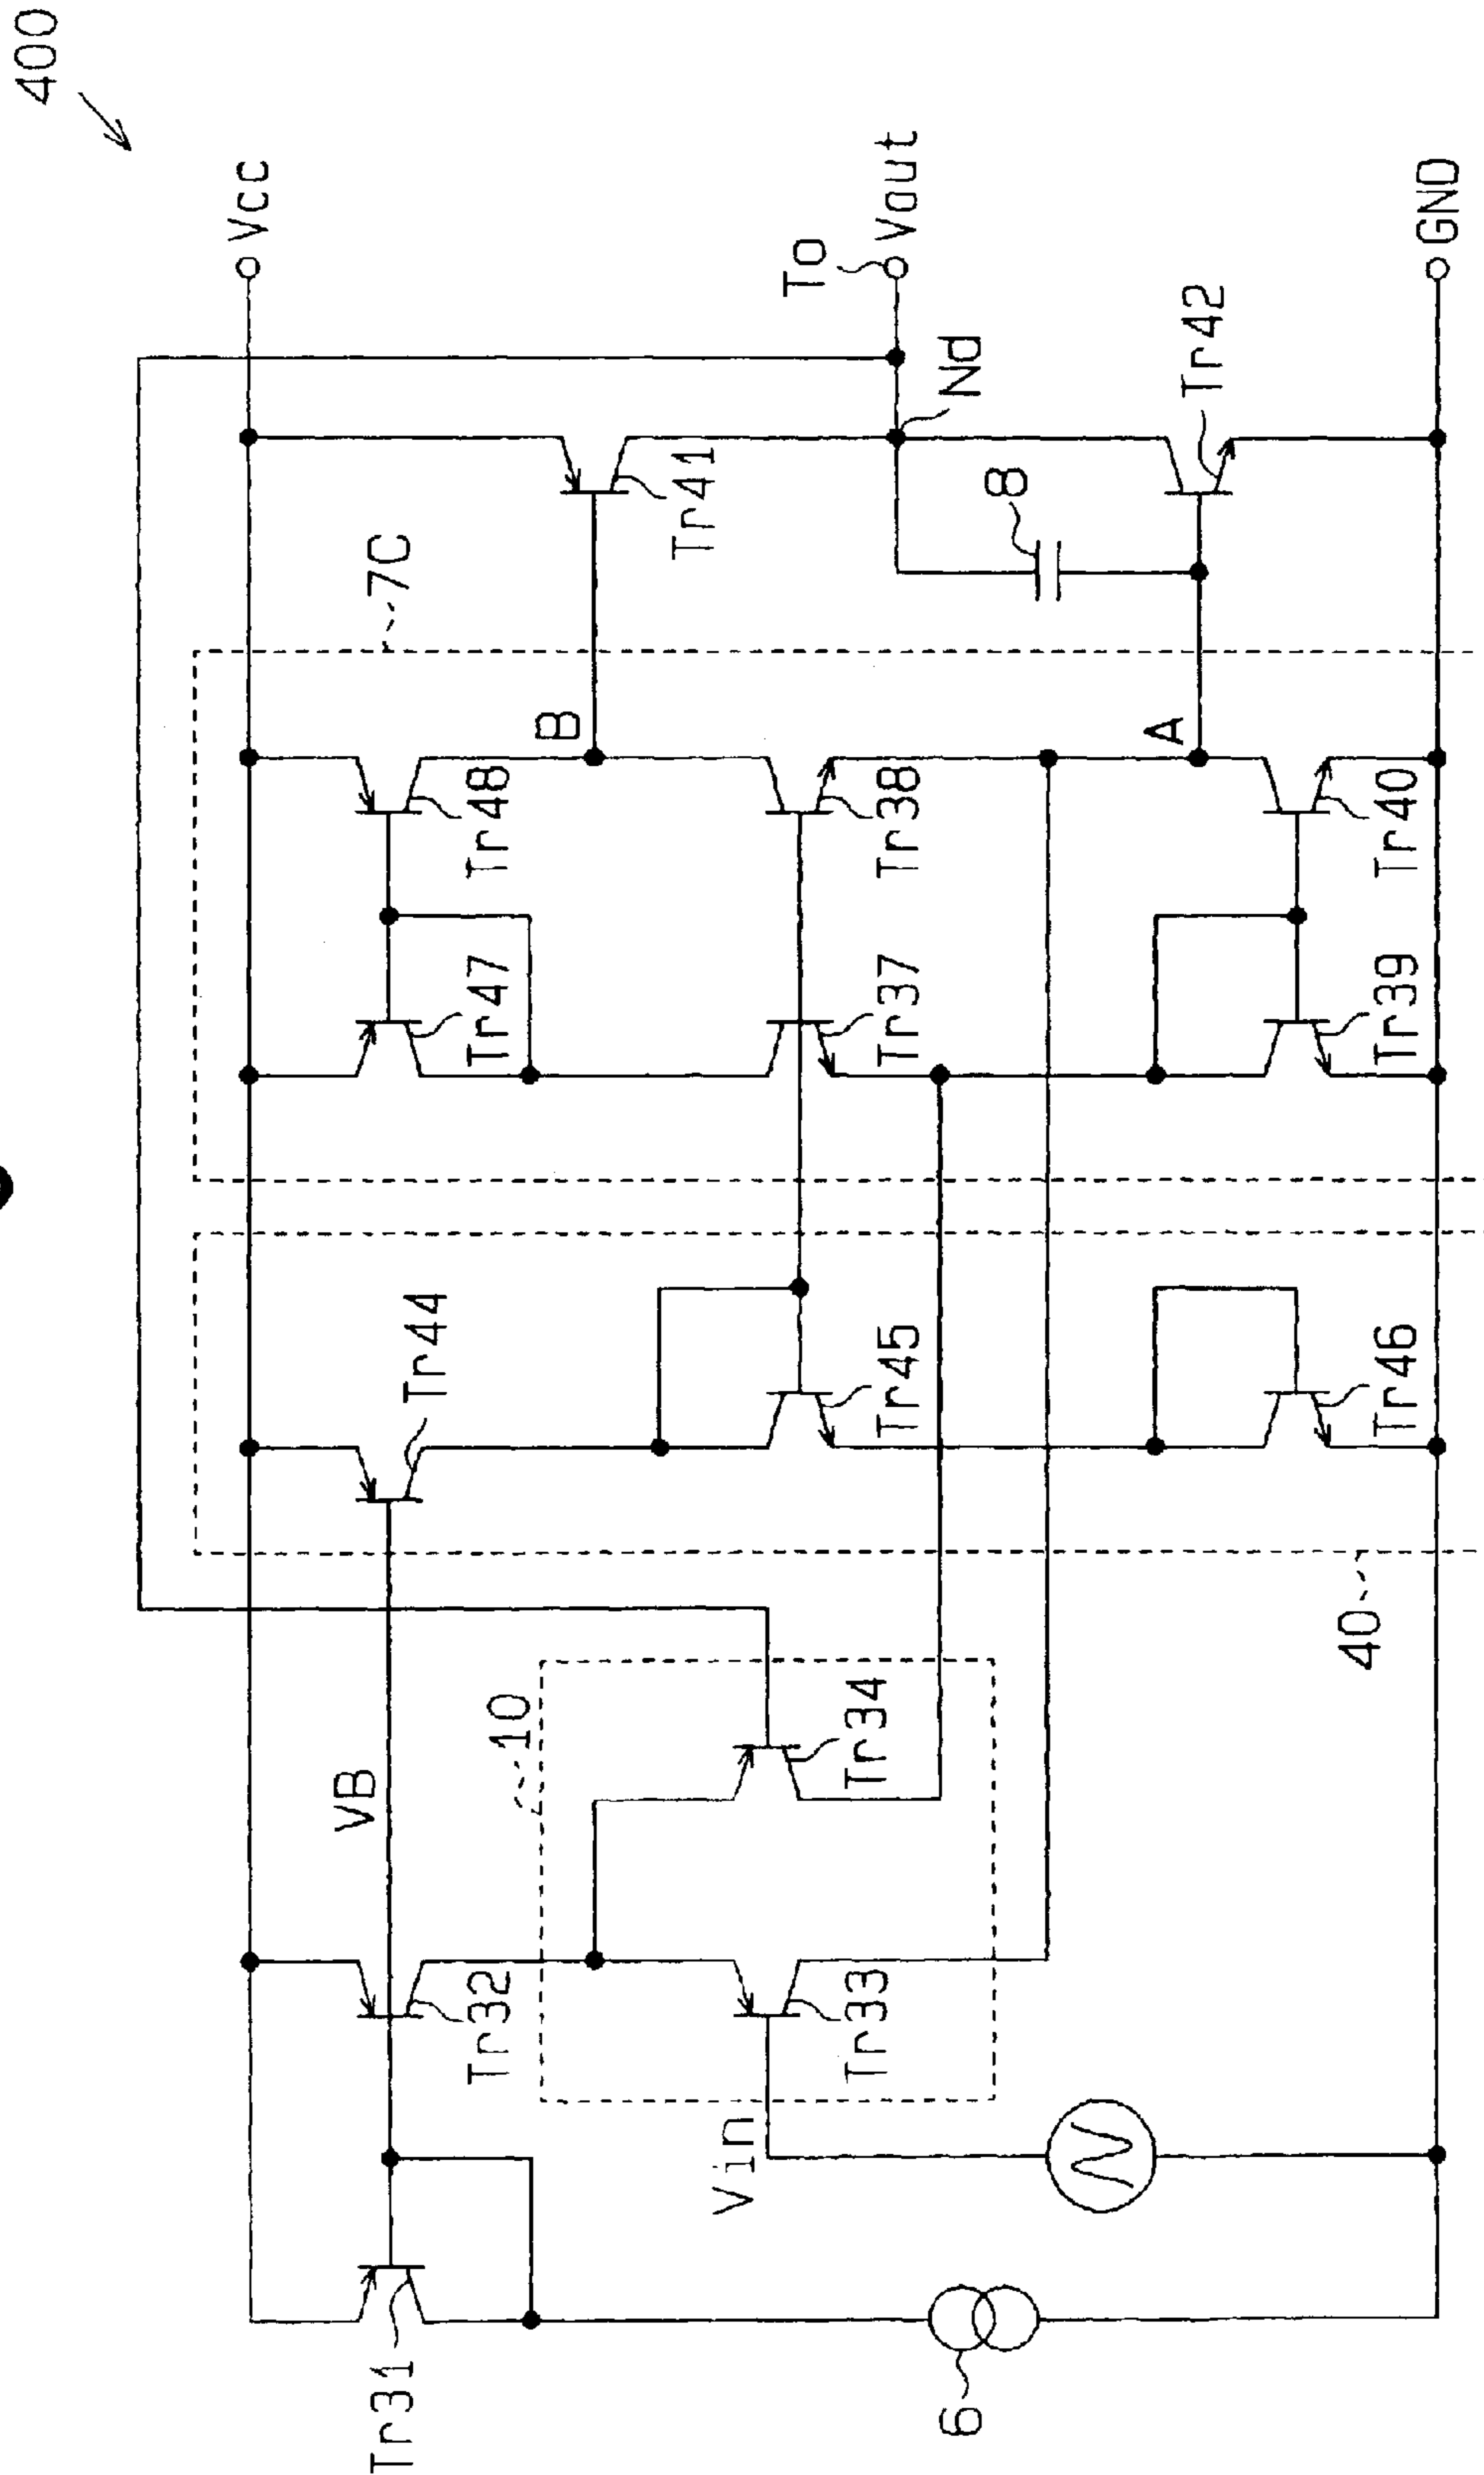 400
Vcc
To
Vout
GND
Nd
Tr42
Tr41
8
7C
B
A
Tr48
Tr38
Tr40
Tr47
Tr37
Tr39
Tr44
Tr45
Tr46
40
10
Tr34
VB
Tr32
Tr33
Vin
Tr31
6